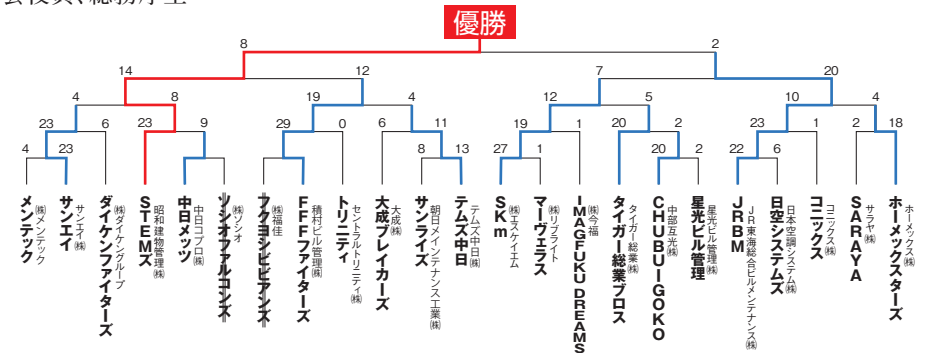 会役員、総務厚生
優勝
8 2
14 12 7 20
4 8 19 4 12 5 10 4
23 6 23 9 29 0 6 11 19 1 20 2 23 1 2 18
4 23 8 13 27 1 20 2 22 6
㈱メンテック
メンテック
サンエイ㈱
サンエイ
㈱ダイケングループ
ダイケンファイターズ
昭和建物管理㈱
STEMズ
中日コプロ㈱
中日メッツ
㈱ソシオ
ソシオファルコンズ
㈱福佳
フクヨシビビアンズ
積村ビル管理㈱
FFFファイターズ
セントラルトリニティ㈱
トリニティ
大成㈱
大成ブレイカーズ
朝日メインテナンス工業㈱
サンライズ
テムズ中日㈱
テムズ中日
㈱エスケイエム
SKm
㈱リブライト
マーヴェラス
㈱今福
IMAGFUKU DREAMS
タイガー総業㈱
タイガー総業ブロス
中部互光㈱
CHUBU-GOKO
星光ビル管理㈱
星光ビル管理
JR東海総合ビルメンテナンス㈱
JRBM
日本空調システム㈱
日空システムズ
コニックス㈱
コニックス
サラヤ㈱
SARAYA
ホーメックス㈱
ホーメックスターズ